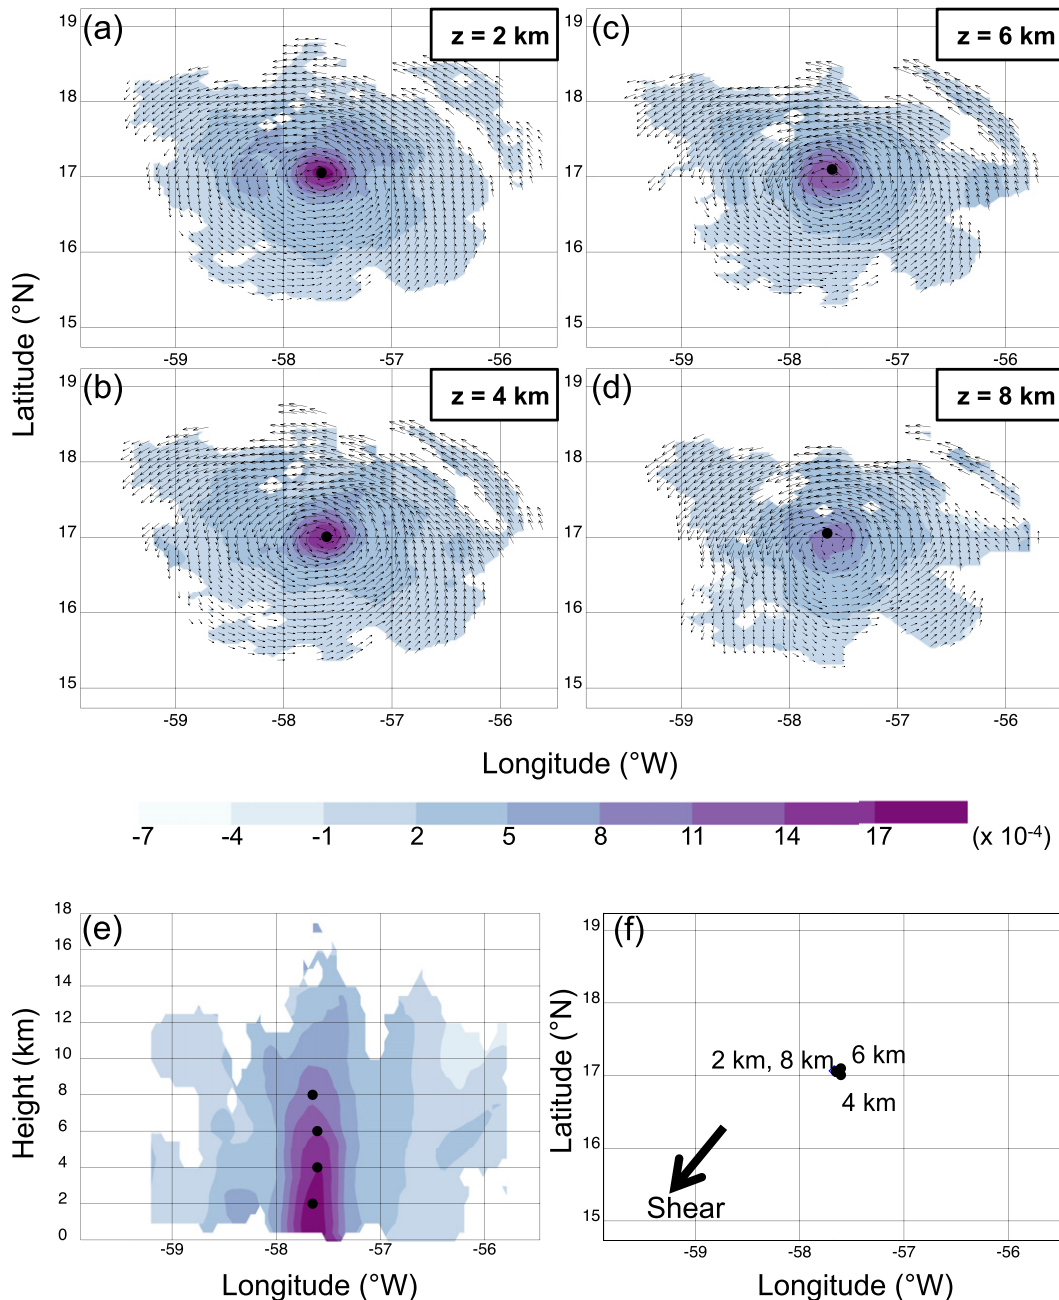 (a)
z = 2 km
19
18
17
16
15
-59
-58
-57
-56
(c)
z = 6 km
19
18
17
16
15
-59
-58
-57
-56
(b)
z = 4 km
19
18
17
16
15
-59
-58
-57
-56
(d)
z = 8 km
19
18
17
16
15
-59
-58
-57
-56
Latitude (°N)
Longitude (°W)
-7 -4 -1 2 5 8 11 14 17 (x 10-4)
(e)
18
16
14
12
10
8
6
4
2
0
Height (km)
-59 -58 -57 -56
Longitude (°W)
(f)
19
18
17
16
15
Latitude (°N)
2 km, 8 km
6 km
4 km
Shear
-59 -58 -57 -56
Longitude (°W)